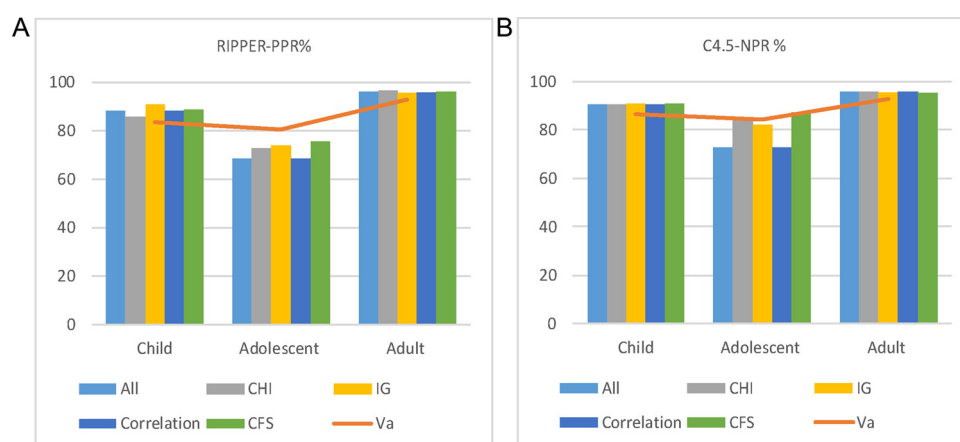 A
RIPPER-PPR%
100
80
60
40
20
0
Child Adolescent Adult
All CHI IG
Correlation CFS Va
B
C4.5-NPR %
100
80
60
40
20
0
Child Adolescent Adult
All CHI IG
Correlation CFS Va